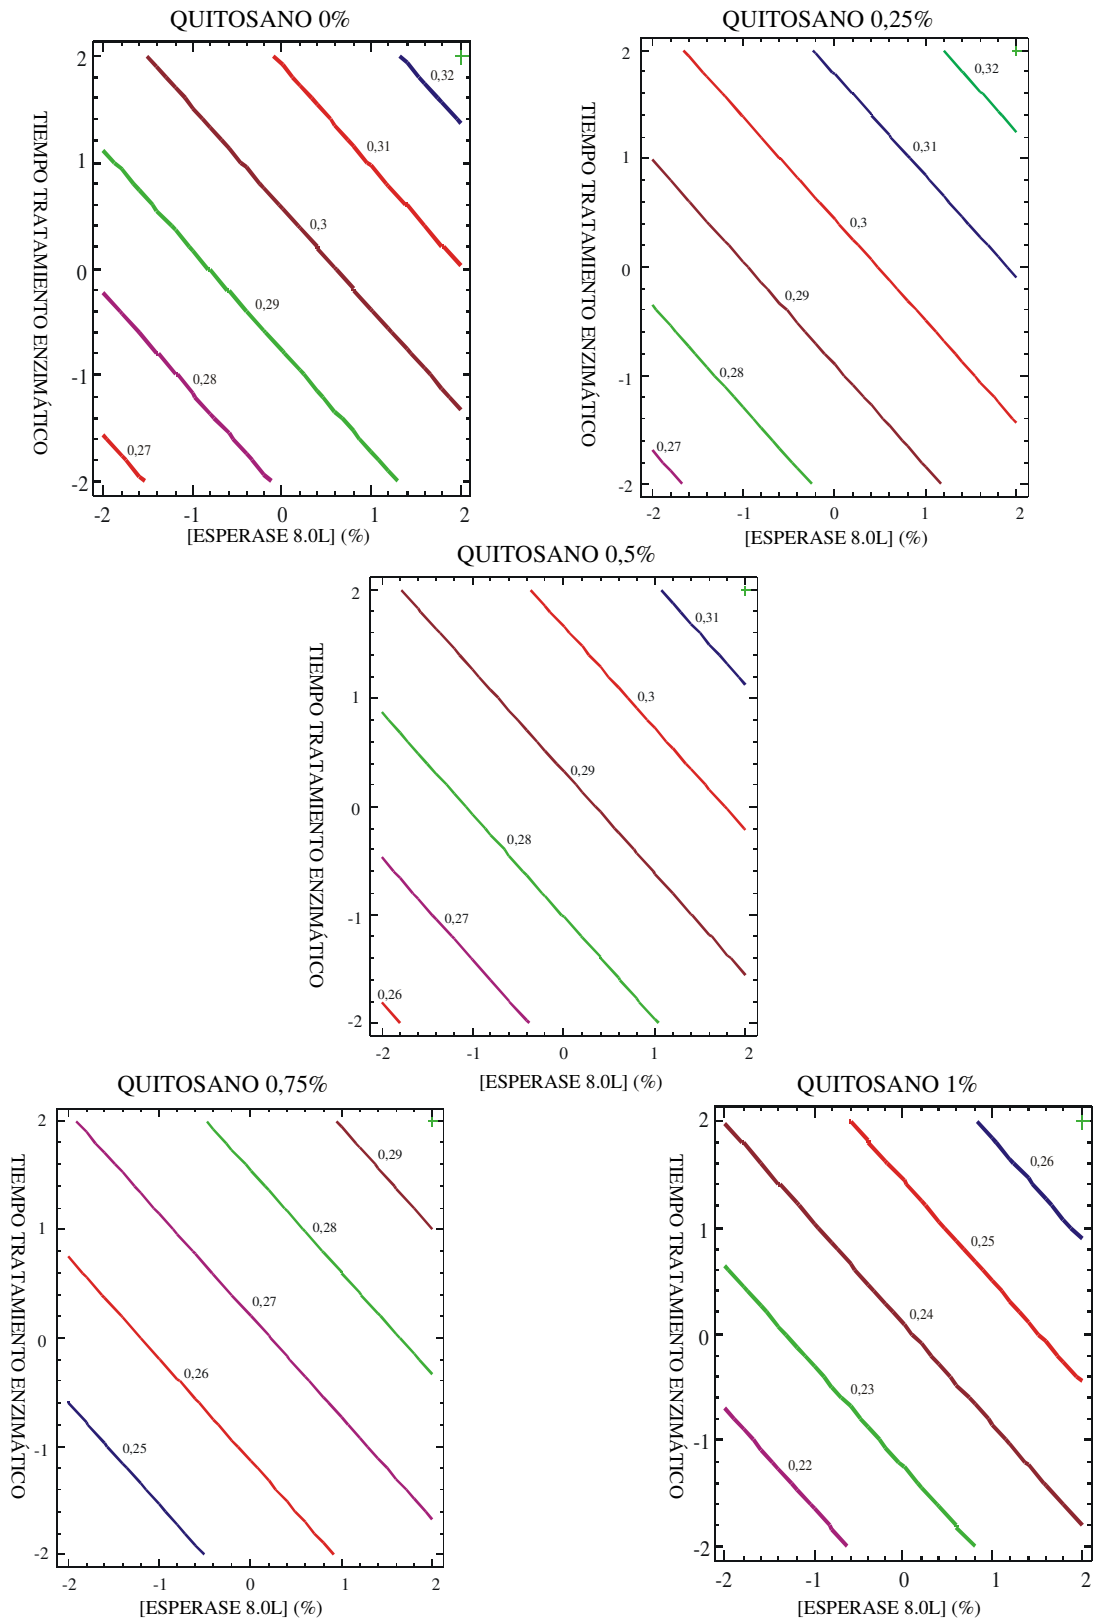 QUITOSANO 0%
TIEMPO TRATAMIENTO ENZIMÁTICO
2
1
0
-1
-2
0,32
0,31
0,3
0,29
0,28
0,27
-2 -1 0 1 2
[ESPERASE 8.0L] (%)
QUITOSANO 0,25%
TIEMPO TRATAMIENTO ENZIMÁTICO
2
1
0
-1
-2
0,32
0,31
0,3
0,29
0,28
0,27
-2 -1 0 1 2
[ESPERASE 8.0L] (%)
QUITOSANO 0,5%
TIEMPO TRATAMIENTO ENZIMÁTICO
2
1
0
-1
-2
0,31
0,3
0,29
0,28
0,27
0,26
-2 -1 0 1 2
[ESPERASE 8.0L] (%)
QUITOSANO 0,75%
TIEMPO TRATAMIENTO ENZIMÁTICO
2
1
0
-1
-2
0,29
0,28
0,27
0,26
0,25
-2 -1 0 1 2
[ESPERASE 8.0L] (%)
QUITOSANO 1%
TIEMPO TRATAMIENTO ENZIMÁTICO
2
1
0
-1
-2
0,26
0,25
0,24
0,23
0,22
-2 -1 0 1 2
[ESPERASE 8.0L] (%)